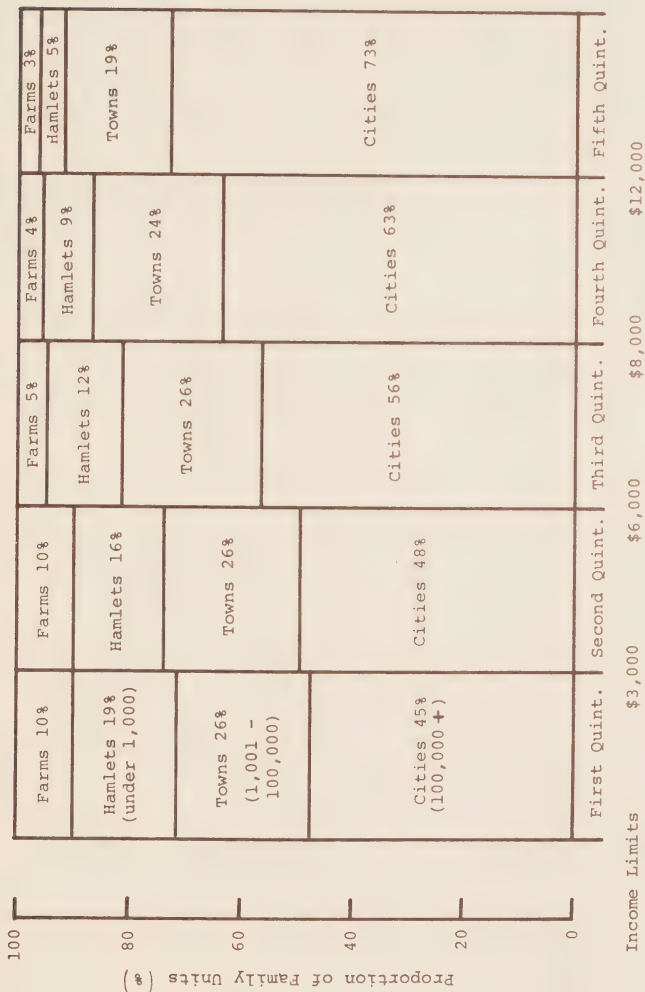 100
80
60
40
20
0
Proportion of Family Units (%)
Farms 10%
Hamlets 19%
(under 1,000)
Towns 26%
(1,001 -
100,000)
Cities 45%
(100,000+)
First Quint.
Farms 10%
Hamlets 16%
Towns 26%
Cities 48%
Second Quint.
Farms 5%
Hamlets 12%
Towns 26%
Cities 56%
Third Quint.
Farms 4%
Hamlets 9%
Towns 24%
Cities 63%
Fourth Quint.
Farms 3%
Hamlets 5%
Towns 19%
Cities 73%
Fifth Quint.
Income Limits $3,000 $6,000 $8,000 $12,000